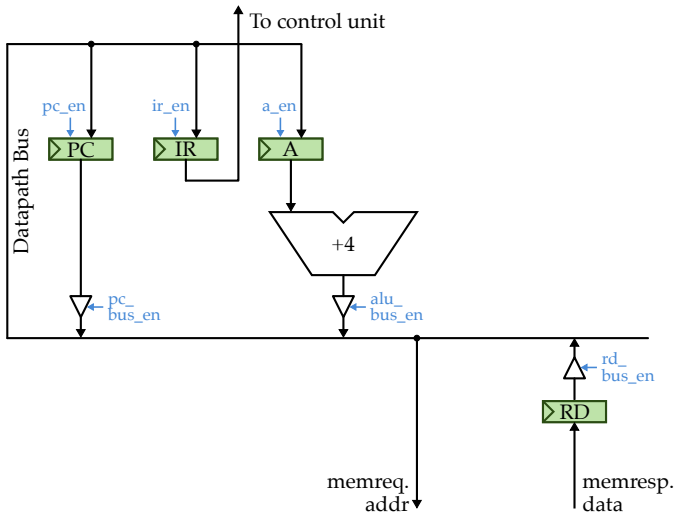 To control unit
pc_en
ir_en
a_en
PC
IR
A
Datapath Bus
+4
pc_
bus_en
alu_
bus_en
rd_
bus_en
RD
memreq.
addr
memresp.
data